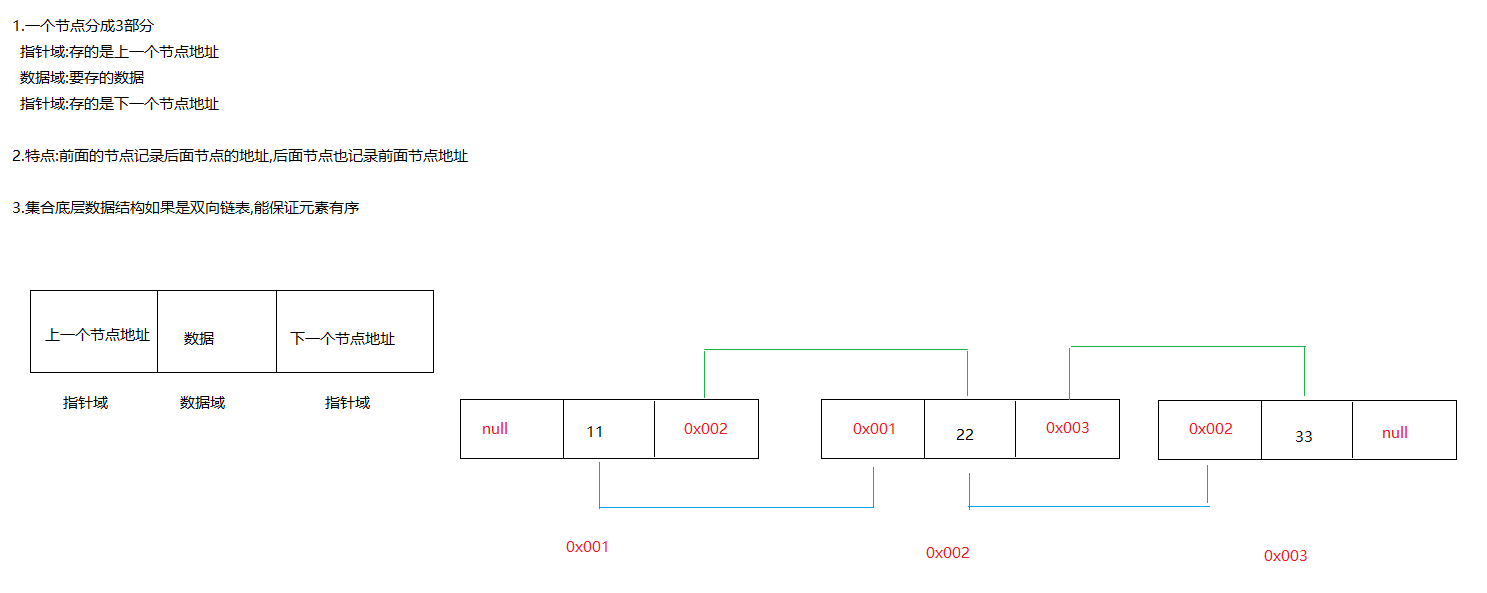 1.一个节点分成3部分
指针域:存的是上一个节点地址
数据域:要存的数据
指针域:存的是下一个节点地址
2.特点:前面的节点记录后面节点的地址,后面节点也记录前面节点地址
3.集合底层数据结构如果是双向链表,能保证元素有序
上一个节点地址 数据 下一个节点地址
指针域 数据域 指针域
null 11 0x002 0x001 22 0x003 0x002 33 null
0x001 0x002 0x003